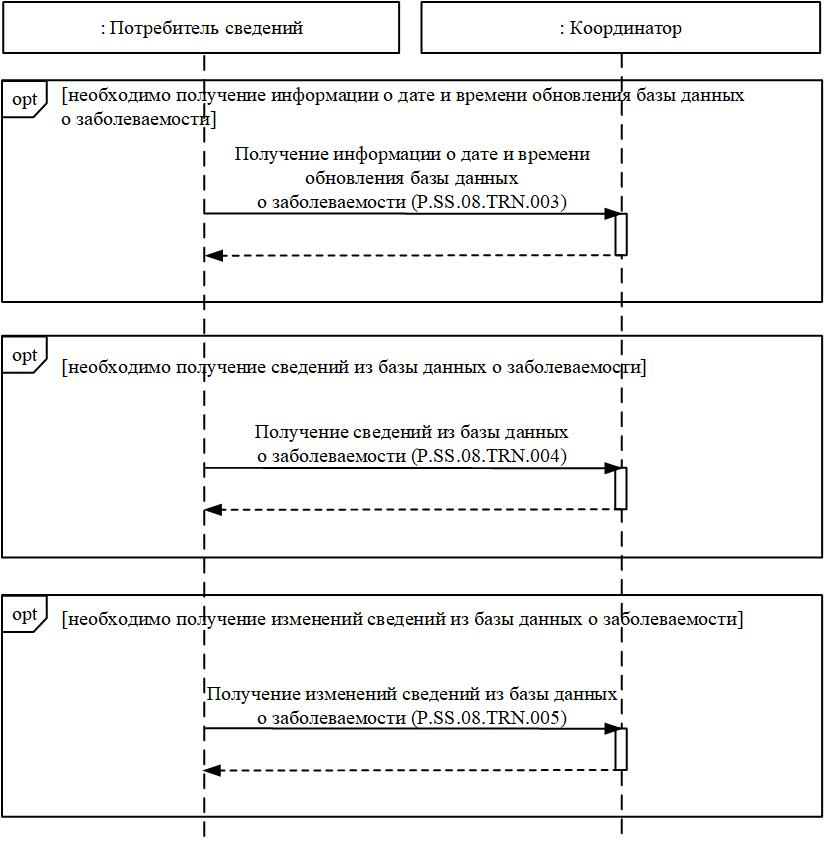 : Потребитель сведений
: Координатор
opt
[необходимо получение информации о дате и времени обновления базы данных
о заболеваемости]
Получение информации о дате и времени
обновления базы данных
о заболеваемости (P.SS.08.TRN.003)
opt
[необходимо получение сведений из базы данных о заболеваемости]
Получение сведений из базы данных
о заболеваемости (P.SS.08.TRN.004)
opt
[необходимо получение изменений сведений из базы данных о заболеваемости]
Получение изменений сведений из базы данных
о заболеваемости (P.SS.08.TRN.005)